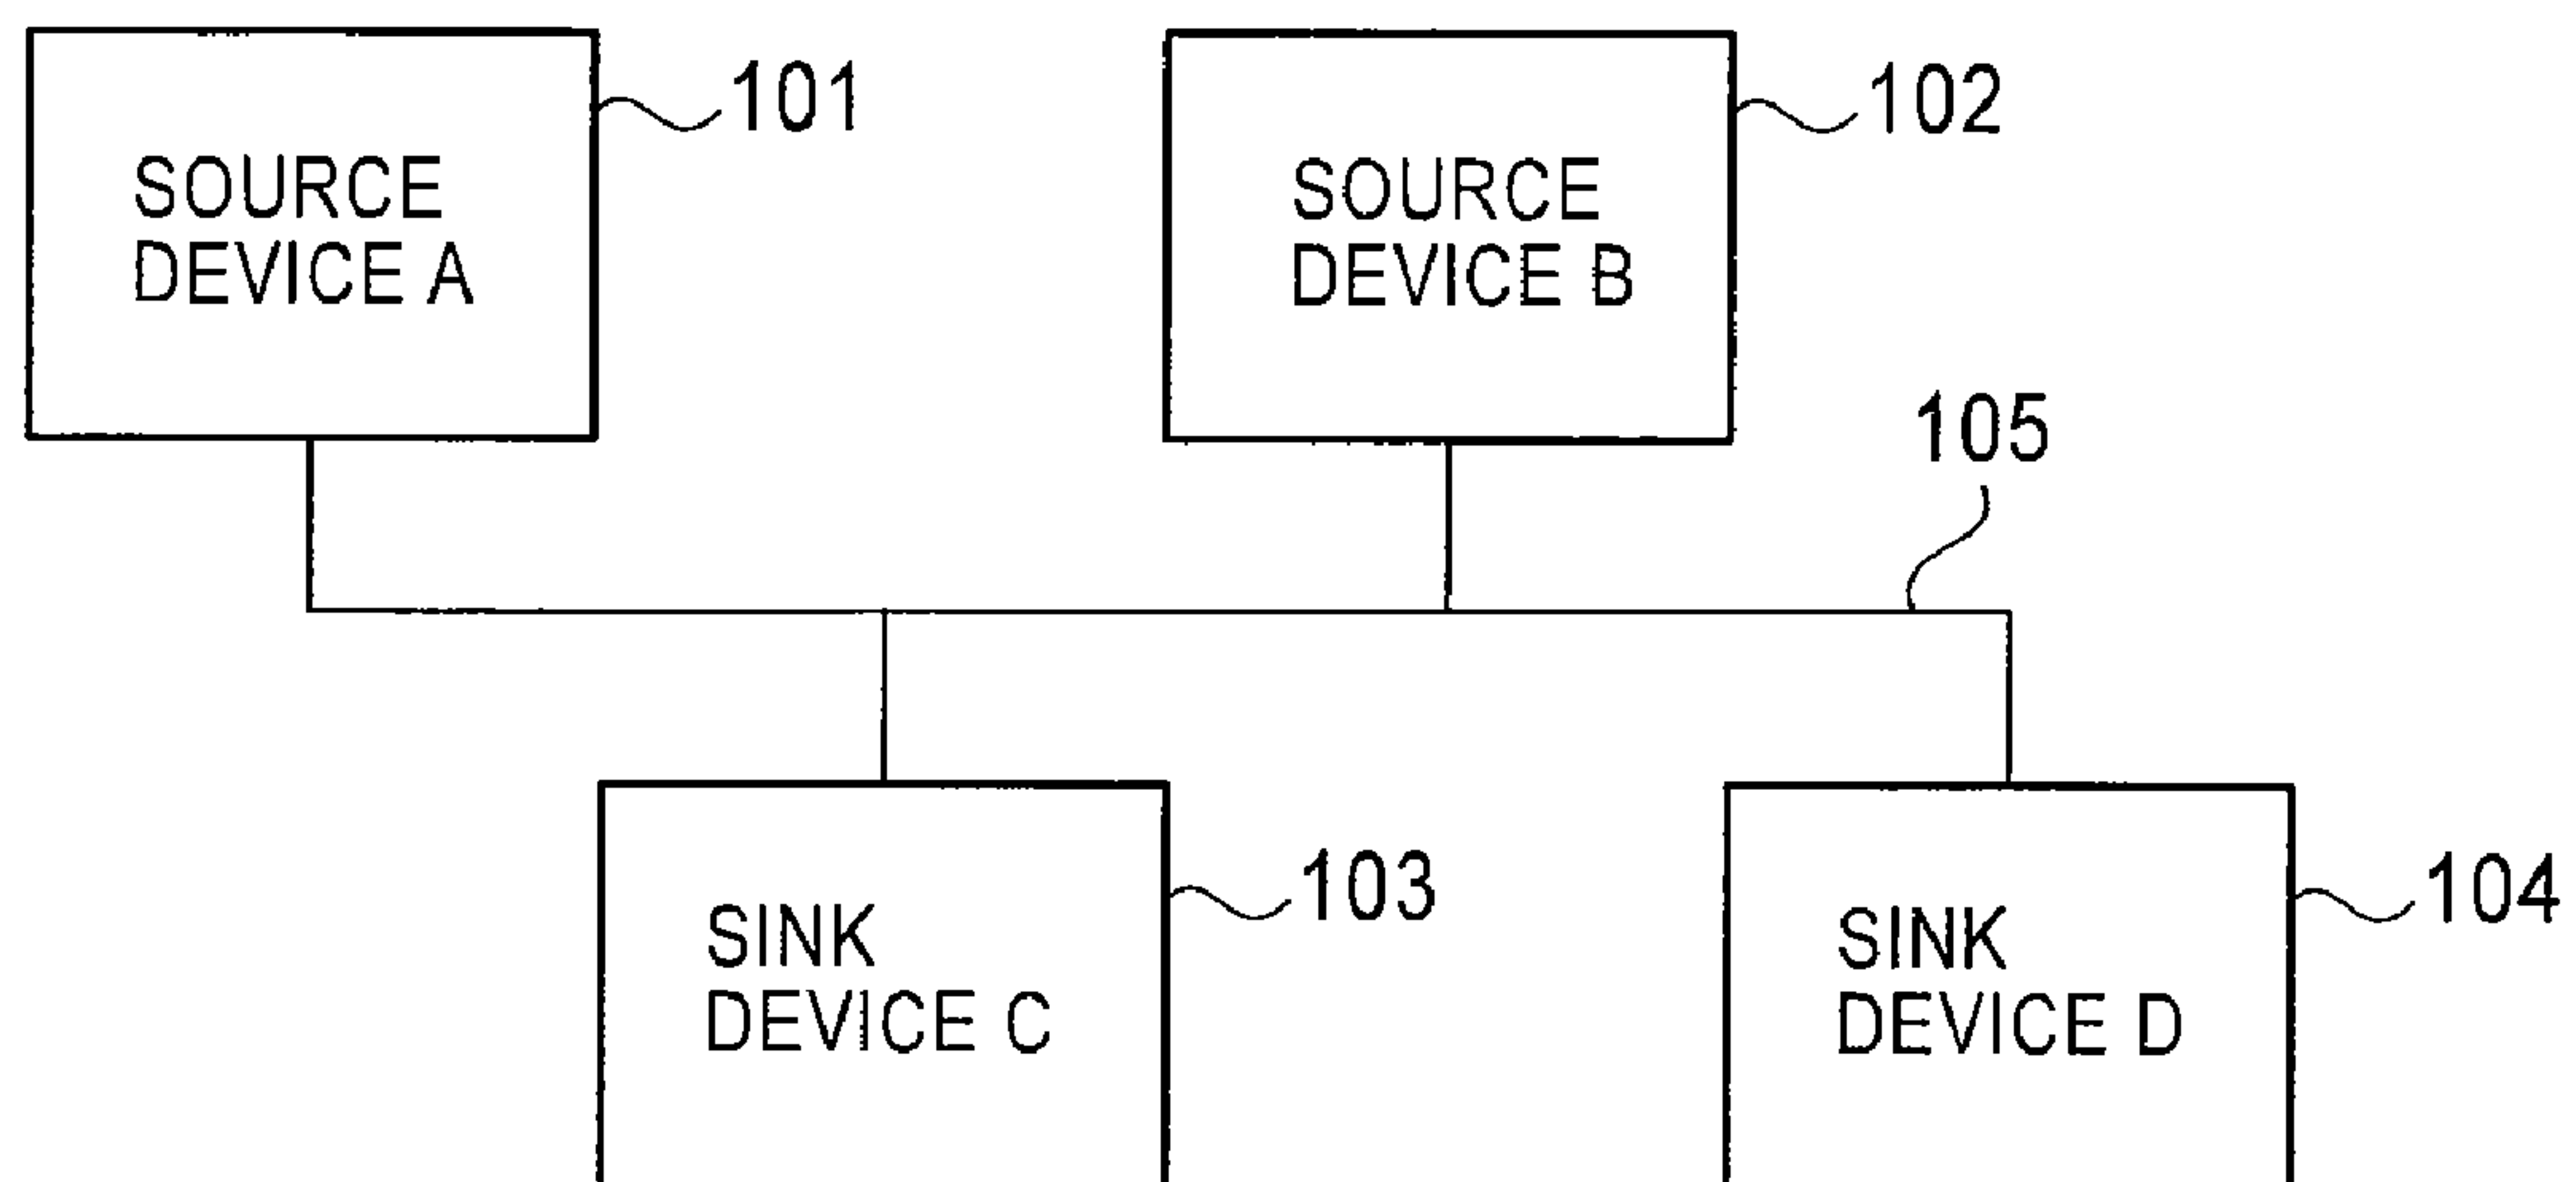 SOURCE
DEVICE A
101
SOURCE
DEVICE B
102
105
SINK
DEVICE C
103
SINK
DEVICE D
104